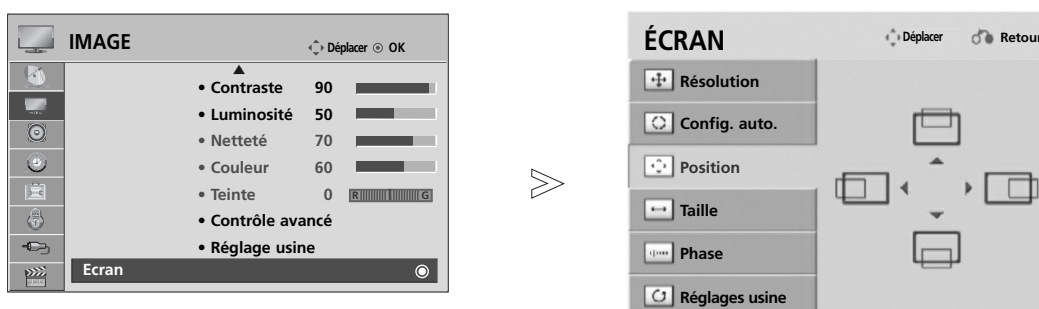 IMAGE
Déplacer OK
• Contraste 90
• Luminosité 50
• Netteté 70
• Couleur 60
• Teinte 0 R G
• Contrôle avancé
• Réglage usine
Ecran
ÉCRAN
Déplacer Retour
Résolution
Config. auto.
Position
Taille
Phase
Réglages usine